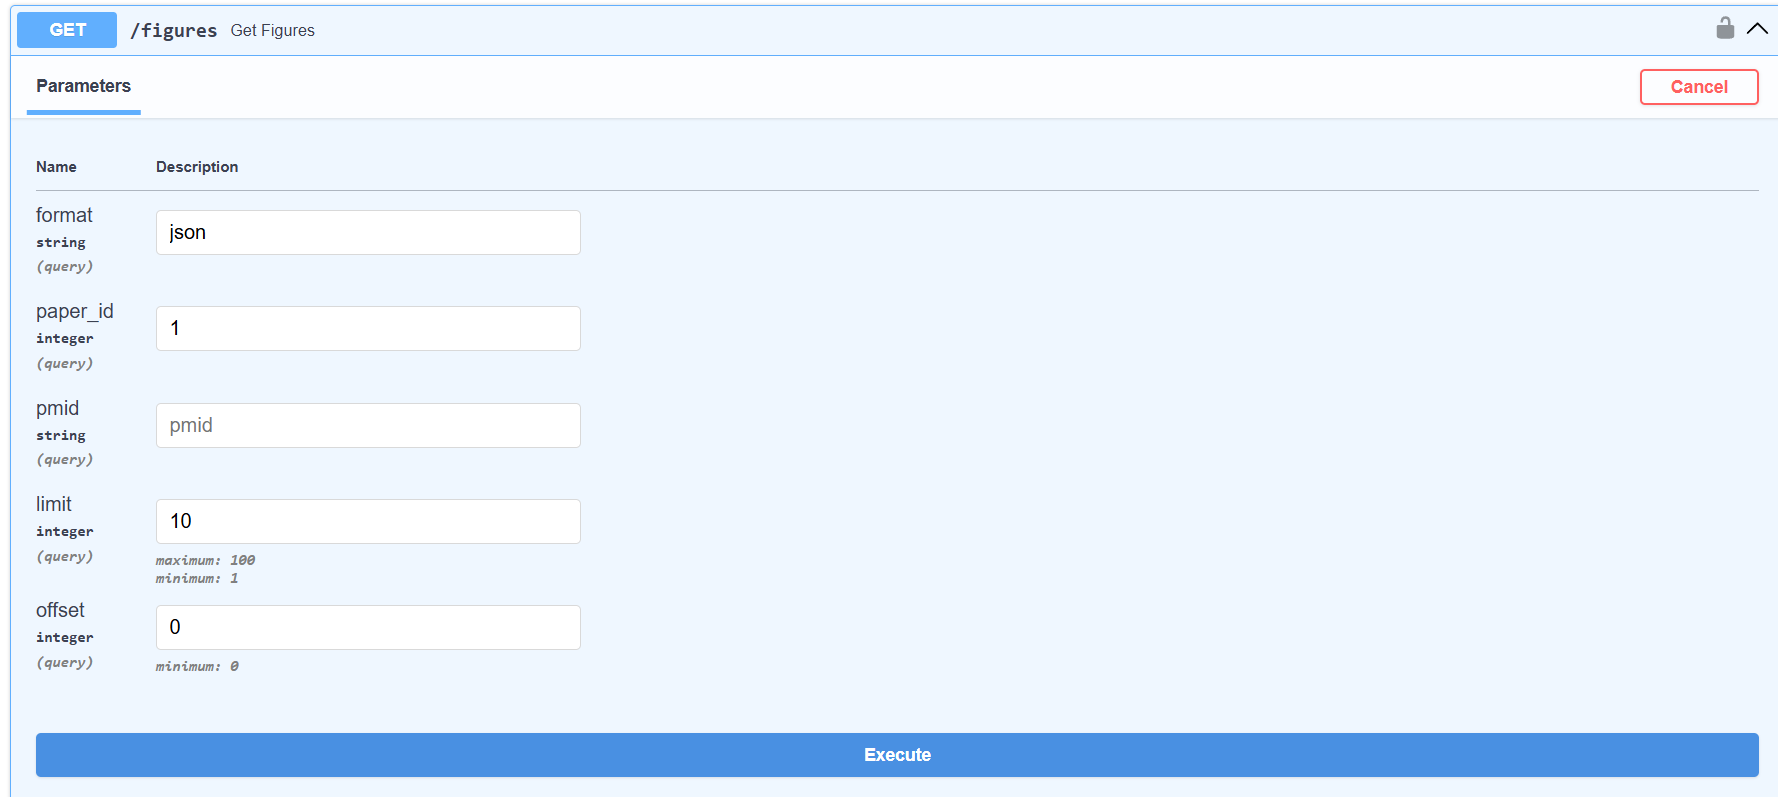 GET /figures Get Figures
Parameters
Cancel
Name Description
format
string
(query)
json
paper_id
integer
(query)
1
pmid
string
(query)
pmid
limit
integer
(query)
10
maximum: 100
minimum: 1
offset
integer
(query)
0
minimum: 0
Execute